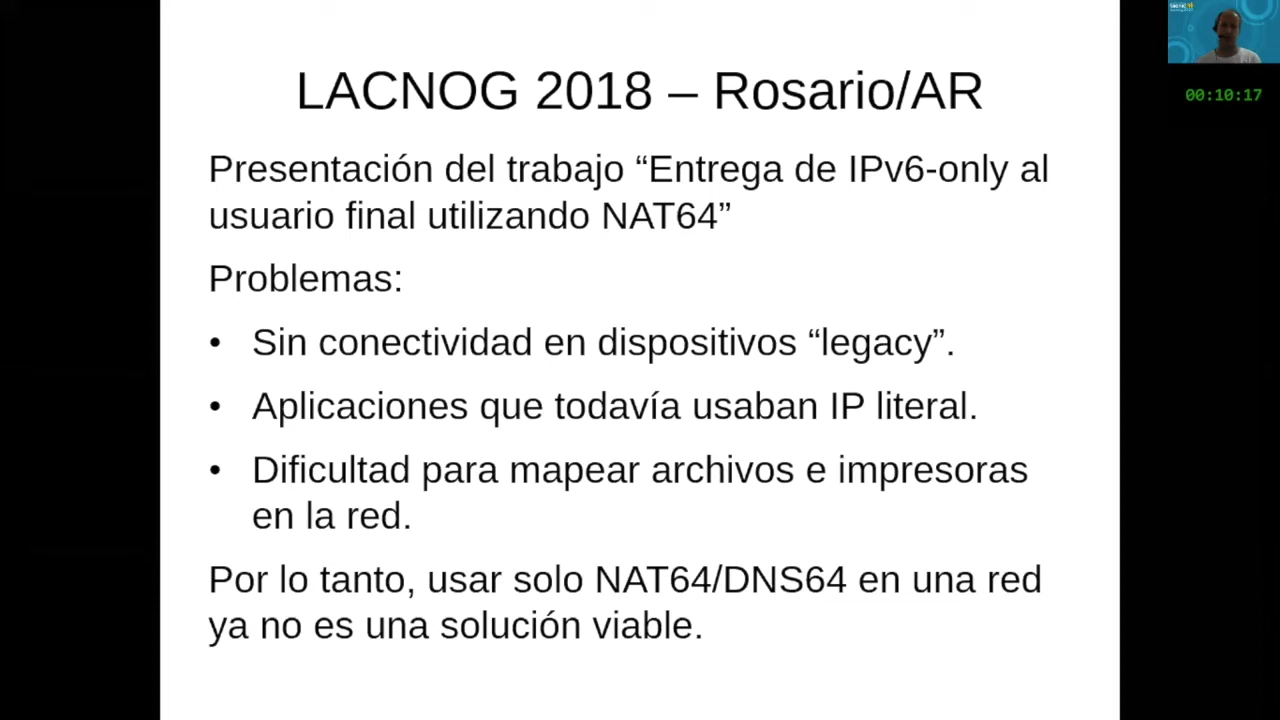 LACNOG 2018 – Rosario/AR
Presentación del trabajo “Entrega de IPv6-only al
usuario final utilizando NAT64”
Problemas:
• Sin conectividad en dispositivos “legacy”.
• Aplicaciones que todavía usaban IP literal.
• Dificultad para mapear archivos e impresoras
en la red.
Por lo tanto, usar solo NAT64/DNS64 en una red
ya no es una solución viable.
lacnic
00:10:17